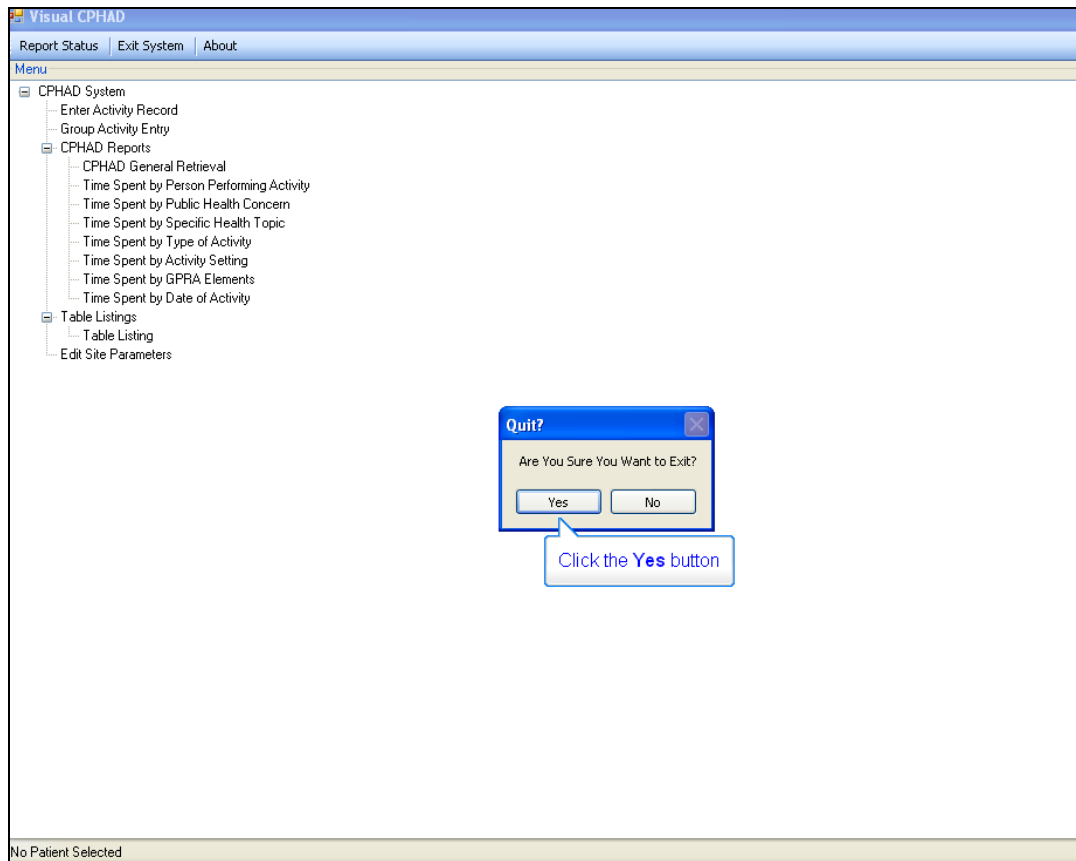 Visual CPHAD
Report Status Exit System About
Menu
CPHAD System
Enter Activity Record
Group Activity Entry
CPHAD Reports
CPHAD General Retrieval
Time Spent by Person Performing Activity
Time Spent by Public Health Concern
Time Spent by Specific Health Topic
Time Spent by Type of Activity
Time Spent by Activity Setting
Time Spent by GPRA Elements
Time Spent by Date of Activity
Table Listings
Table Listing
Edit Site Parameters
Quit?
Are You Sure You Want to Exit?
Yes No
Click the Yes button
No Patient Selected